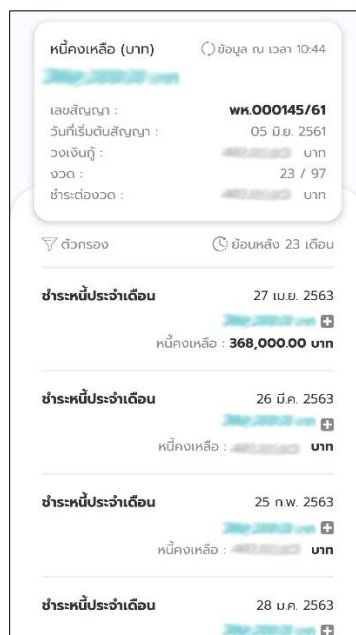 หนี้คงเหลือ (บาท) ข้อมูล ณ เวลา 10:44
เลขสัญญา : พห.000145/61
วันที่เริ่มต้นสัญญา : 05 มิ.ย. 2561
วงเงินกู้ : บาท
งวด : 23 / 97
ชำระต่องวด : บาท
ตัวกรอง ย้อนหลัง 23 เดือน
ชำระหนี้ประจำเดือน 27 เม.ย. 2563
หนี้คงเหลือ : 368,000.00 บาท
ชำระหนี้ประจำเดือน 26 มี.ค. 2563
หนี้คงเหลือ : บาท
ชำระหนี้ประจำเดือน 25 ก.พ. 2563
หนี้คงเหลือ : บาท
ชำระหนี้ประจำเดือน 28 ม.ค. 2563